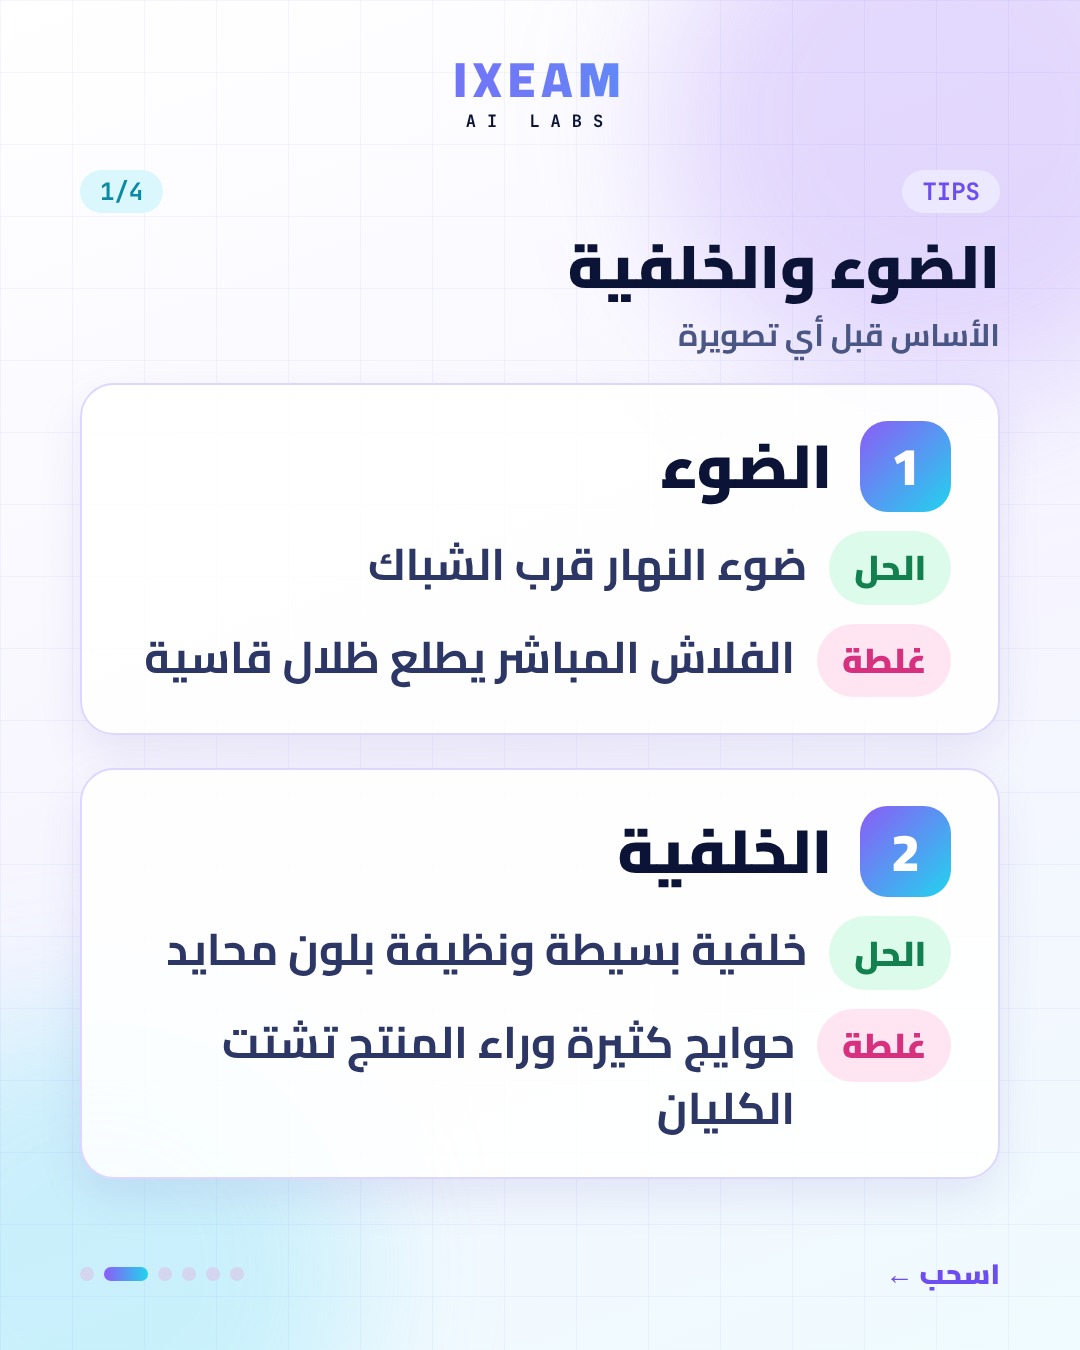 IXEAM
AI LABS
TIPS
1/4
الضوء والخلفية
الأساس قبل أي تصويرة
1
الضوء
الحل
ضوء النهار قرب الشباك
غلطة
الفلاش المباشر يطلع ظلال قاسية
2
الخلفية
الحل
خلفية بسيطة ونظيفة بلون محايد
غلطة
حوايج كثيرة وراء المنتج تشتت
الكليان
اسحب ←